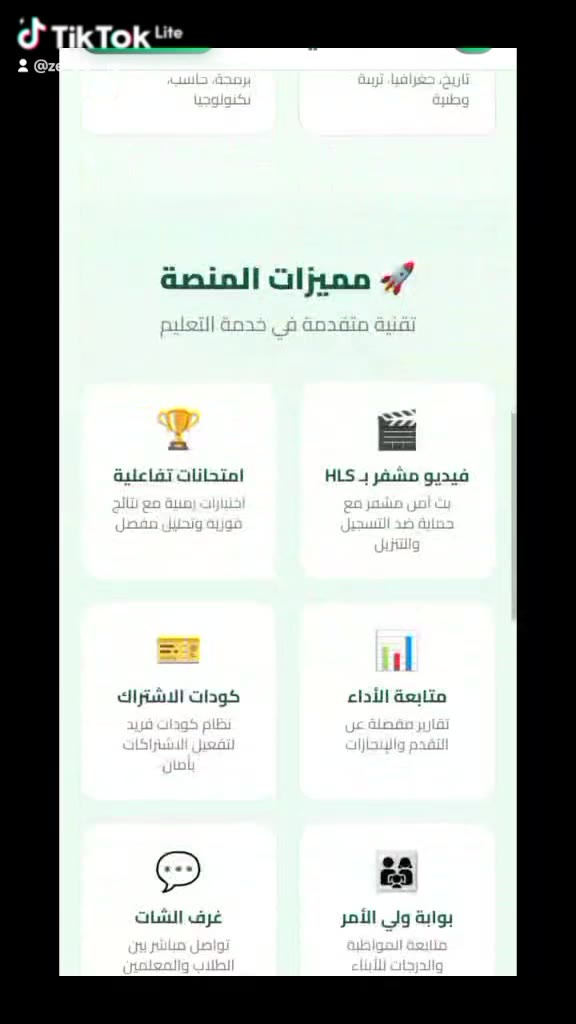 TikTok Lite
تاريخ، جغرافيا، تربية
وطنية
برمجة، حاسب،
تكنولوجيا
🚀 مميزات المنصة
تقنية متقدمة في خدمة التعليم
فيديو مشفر بـ HLS
بث آمن مشفر مع
حماية ضد التسجيل
والتنزيل
امتحانات تفاعلية
اختبارات زمنية مع نتائج
فورية وتحليل مفصل
متابعة الأداء
تقارير مفصلة عن
التقدم والإنجازات
كودات الاشتراك
نظام كودات فريد
لتفعيل الاشتراكات
بأمان
بوابة ولي الأمر
متابعة المواظبة
والدرجات للأبناء
غرف الشات
تواصل مباشر بين
الطلاب والمعلمين